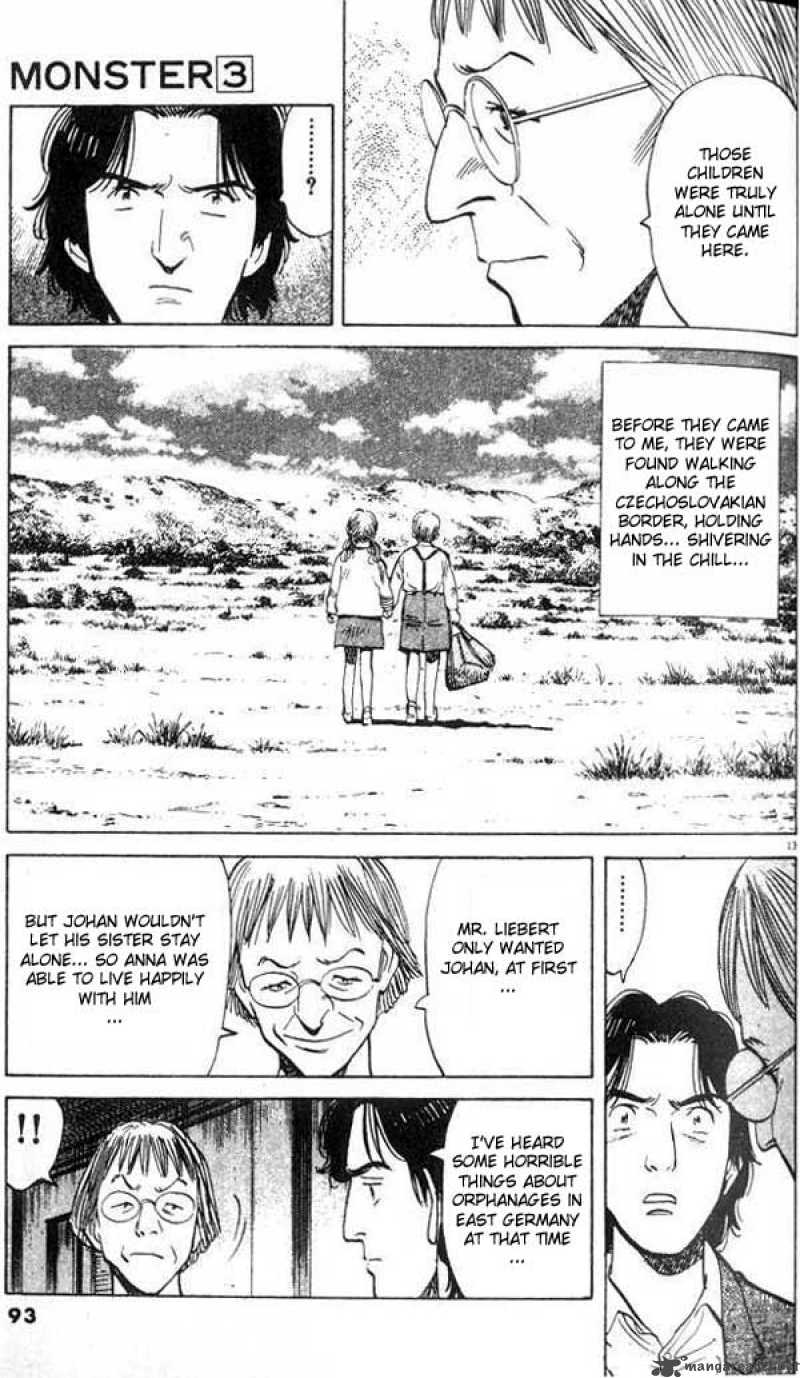 MONSTER 3
THOSE
CHILDREN
WERE TRULY
ALONE UNTIL
THEY CAME
HERE.
.......?
BEFORE THEY CAME
TO ME, THEY WERE
FOUND WALKING
ALONG THE
CZECHOSLOVAKIAN
BORDER, HOLDING
HANDS... SHIVERING
IN THE CHILL...
13
........
MR. LIEBERT
ONLY WANTED
JOHAN, AT FIRST
...
BUT JOHAN WOULDN'T
LET HIS SISTER STAY
ALONE... SO ANNA WAS
ABLE TO LIVE HAPPILY
WITH HIM
...
I'VE HEARD
SOME HORRIBLE
THINGS ABOUT
ORPHANAGES IN
EAST GERMANY
AT THAT TIME
...
!!
93